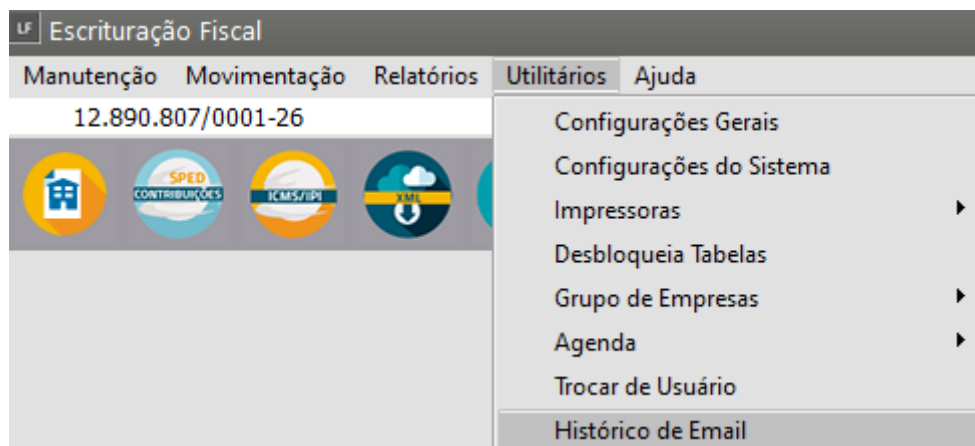 LF Escrituração Fiscal
Manutenção Movimentação Relatórios Utilitários Ajuda
12.890.807/0001-26
SPED
CONTRIBUIÇÕES
ICMS/IPI
XML
Configurações Gerais
Configurações do Sistema
Impressoras
Desbloqueia Tabelas
Grupo de Empresas
Agenda
Trocar de Usuário
Histórico de Email